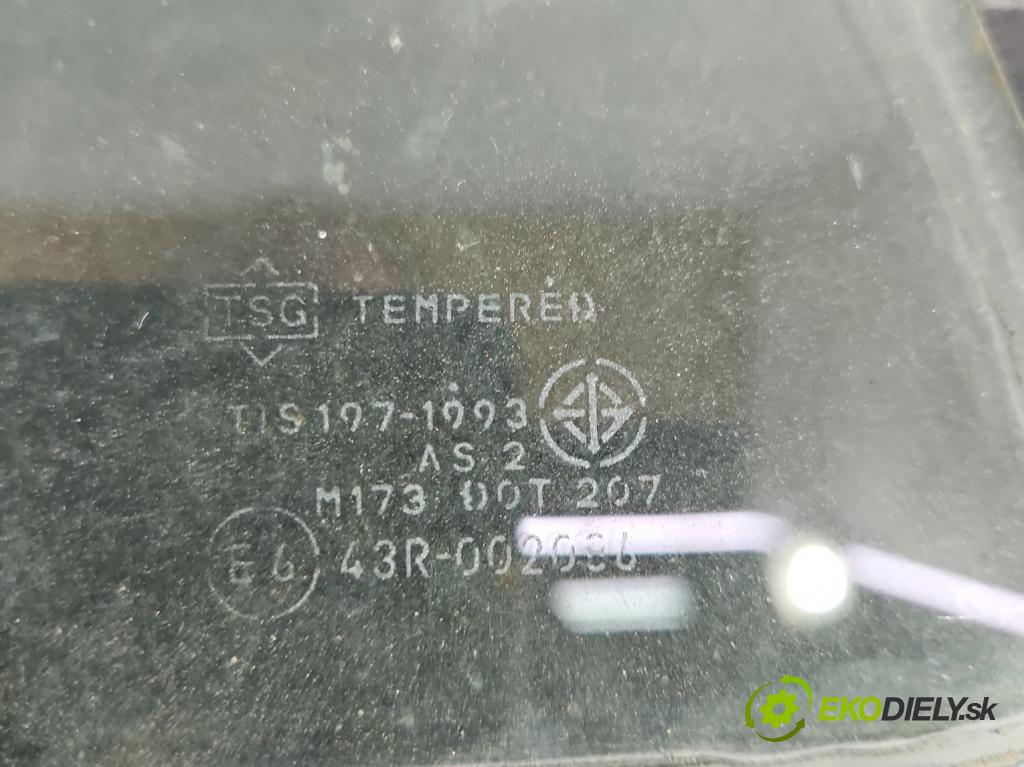 TSG TEMPERED
TIS 197-1993
AS 2
M173 DOT 207
E6 43R-002086
EKODIELY.sk